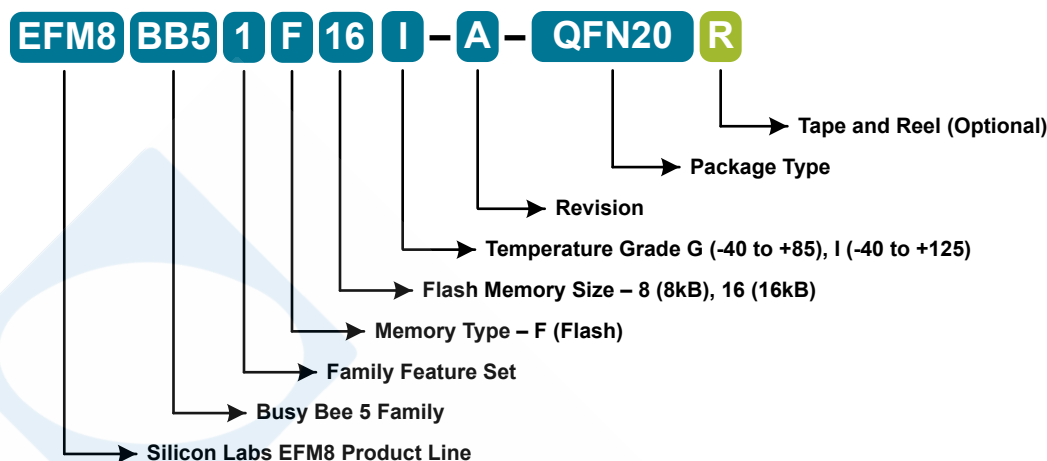 EFM8 BB5 1 F 16 I – A – QFN20 R
Tape and Reel (Optional)
Package Type
Revision
Temperature Grade G (-40 to +85), I (-40 to +125)
Flash Memory Size – 8 (8kB), 16 (16kB)
Memory Type – F (Flash)
Family Feature Set
Busy Bee 5 Family
Silicon Labs EFM8 Product Line